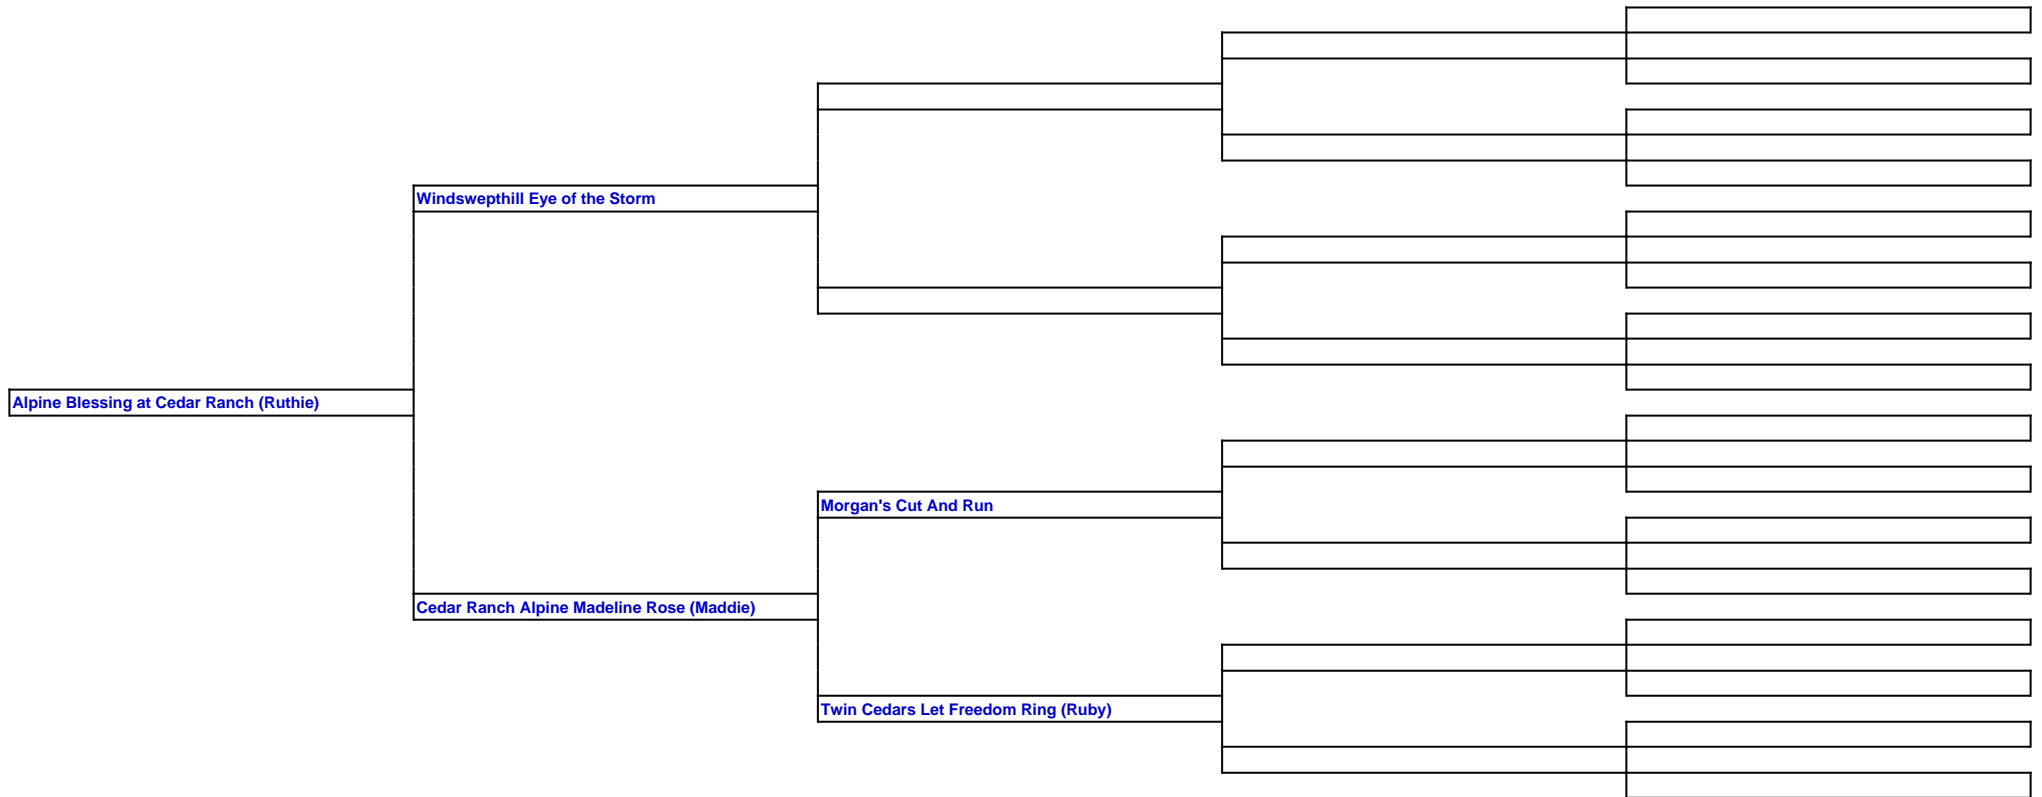 Windswepthill Eye of the Storm
Alpine Blessing at Cedar Ranch (Ruthie)
Morgan's Cut And Run
Cedar Ranch Alpine Madeline Rose (Maddie)
Twin Cedars Let Freedom Ring (Ruby)